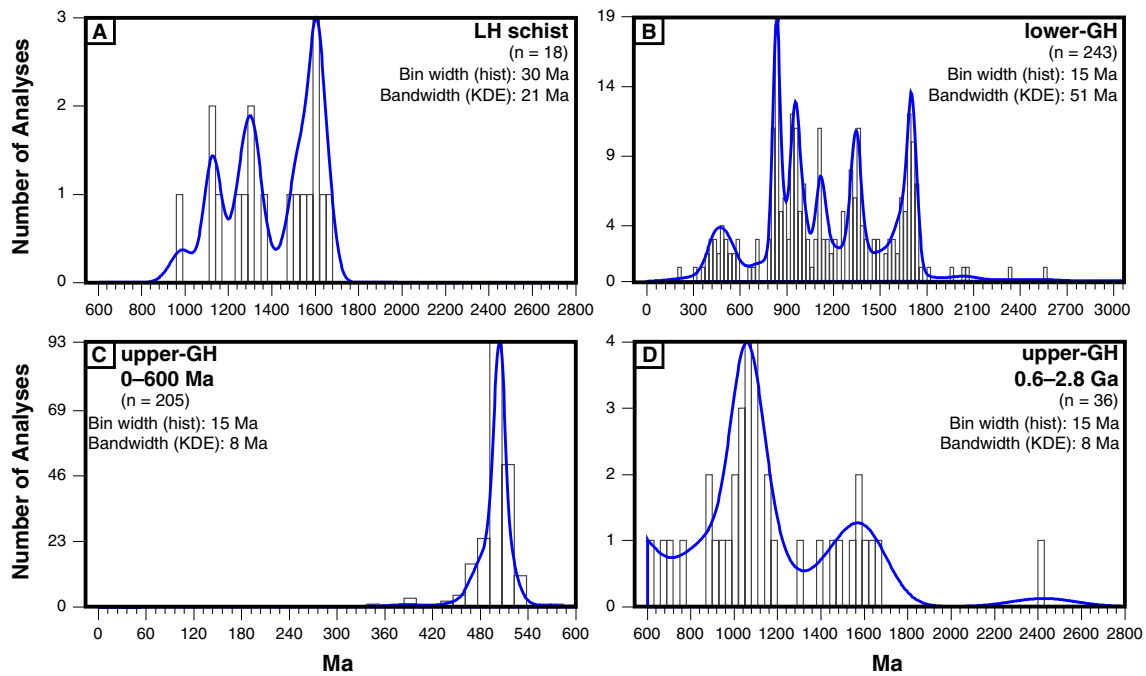 A
LH schist
(n = 18)
Bin width (hist): 30 Ma
Bandwidth (KDE): 21 Ma
Number of Analyses
3
2
1
0
600 800 1000 1200 1400 1600 1800 2000 2200 2400 2600 2800
B
lower-GH
(n = 243)
Bin width (hist): 15 Ma
Bandwidth (KDE): 51 Ma
19
14
9
4
0
0 300 600 900 1200 1500 1800 2100 2400 2700 3000
C upper-GH
0–600 Ma
(n = 205)
Bin width (hist): 15 Ma
Bandwidth (KDE): 8 Ma
Number of Analyses
93
69
46
23
0
0 60 120 180 240 300 360 420 480 540 600
Ma
D
upper-GH
0.6–2.8 Ga
(n = 36)
Bin width (hist): 15 Ma
Bandwidth (KDE): 8 Ma
4
3
2
1
0
600 800 1000 1200 1400 1600 1800 2000 2200 2400 2600 2800
Ma